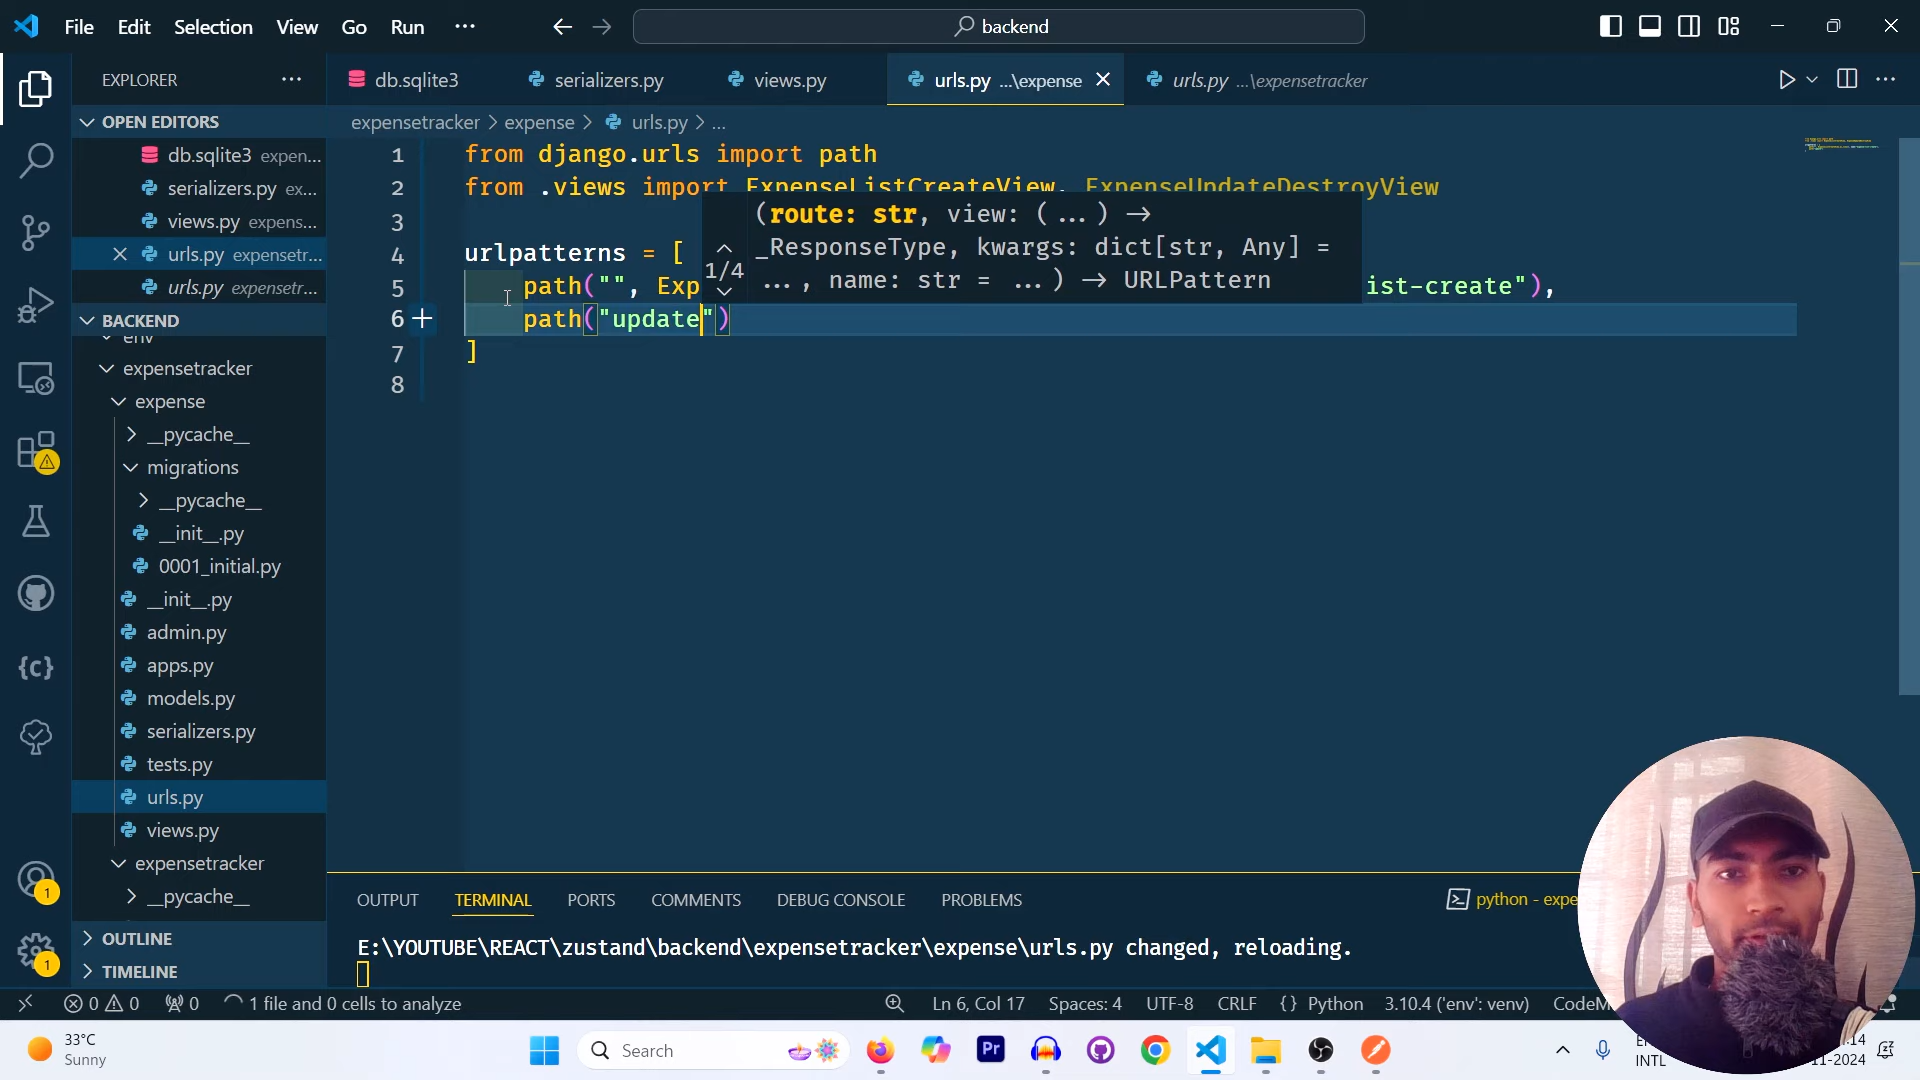 File Edit Selection View Go Run ... backend
EXPLORER ...
db.sqlite3 serializers.py views.py urls.py ...\expense urls.py ...\expensetracker
OPEN EDITORS
db.sqlite3 expen...
serializers.py ex...
views.py expens...
urls.py expensetr...
urls.py expensetr...
BACKEND
env
expensetracker
expense
__pycache__
migrations
__pycache__
__init__.py
0001_initial.py
__init__.py
admin.py
apps.py
models.py
serializers.py
tests.py
urls.py
views.py
expensetracker
__pycache__
OUTLINE
TIMELINE
expensetracker > expense > urls.py > ...
1 from django.urls import path
2 from .views import ExpenseListCreateView, ExpenseUpdateDestroyView
3
4 urlpatterns = [
5 path("", Exp ist-create"),
6 path("update")
7 ]
8
1/4
(route: str, view: (...) ->
_ResponseType, kwargs: dict[str, Any] =
..., name: str = ...) -> URLPattern
OUTPUT TERMINAL PORTS COMMENTS DEBUG CONSOLE PROBLEMS python - expe
E:\YOUTUBE\REACT\zustand\backend\expensetracker\expense\urls.py changed, reloading.
0 0 0 1 file and 0 cells to analyze Ln 6, Col 17 Spaces: 4 UTF-8 CRLF {} Python 3.10.4 ('env': venv) CodeM
33°C
Sunny
Search
INTL
11-2024